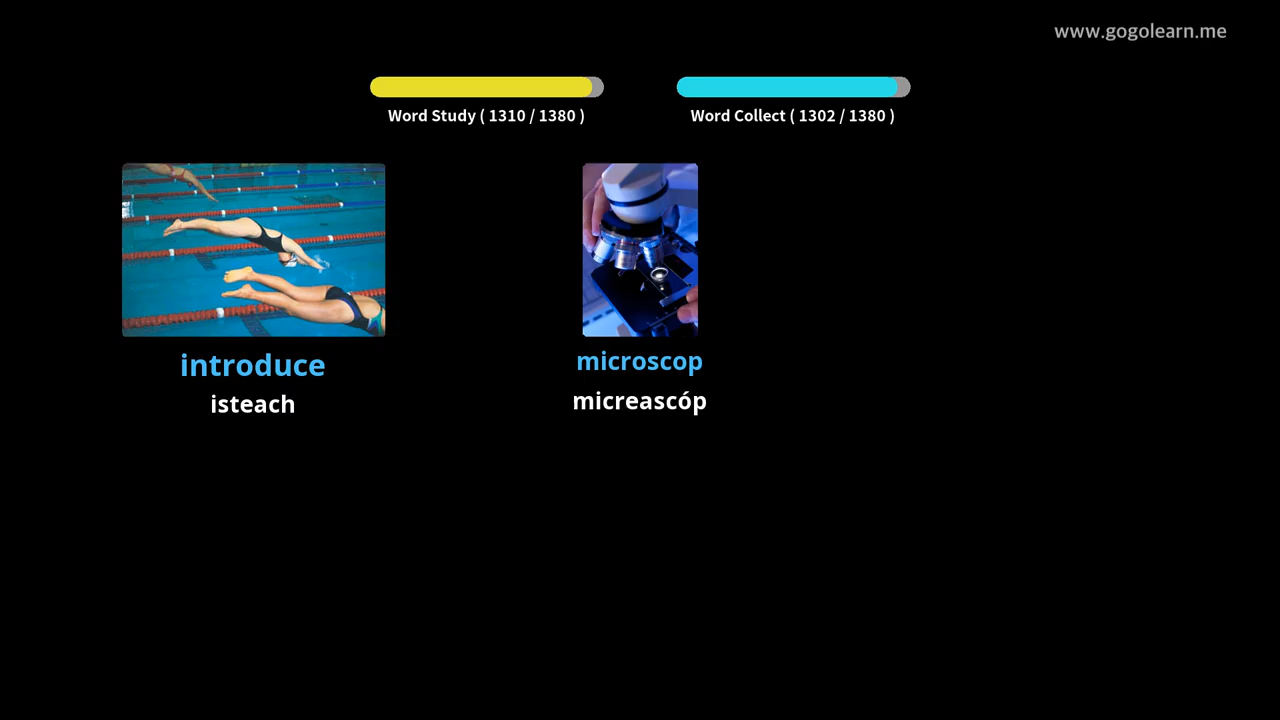 www.gogolearn.me
Word Study ( 1310 / 1380 )
Word Collect ( 1302 / 1380 )
introduce
isteach
microscop
micreascóp